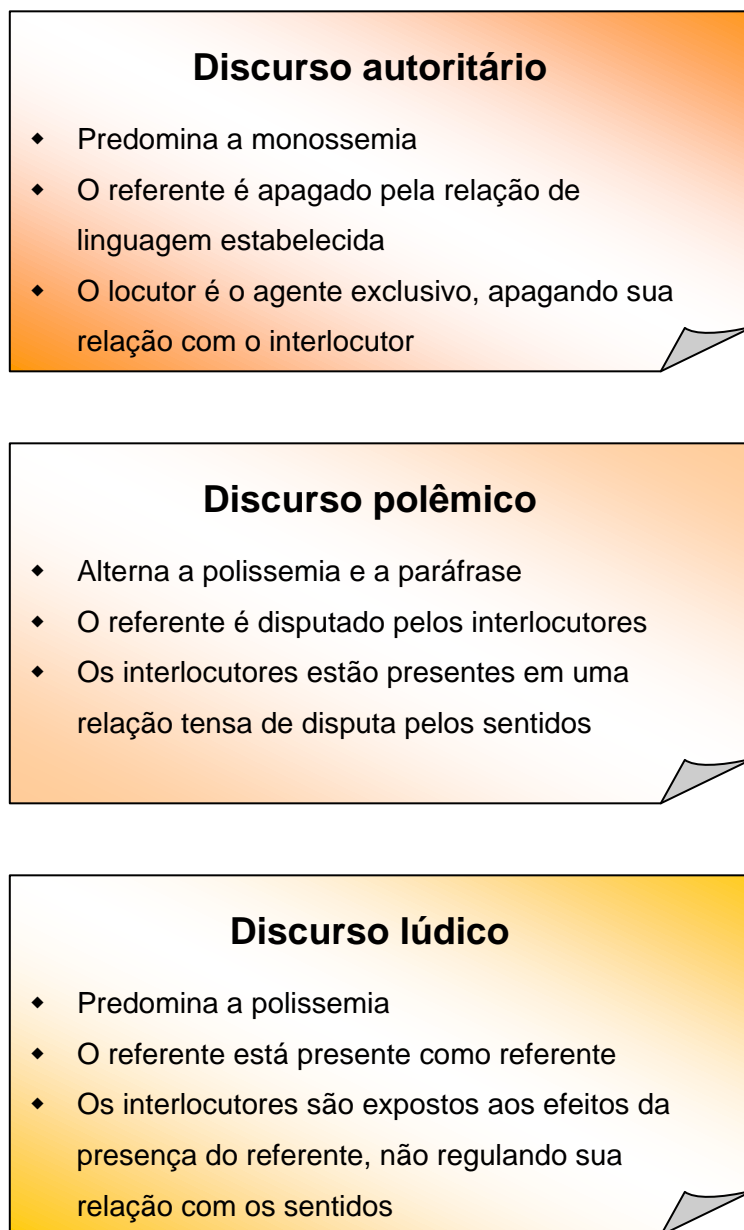 Discurso autoritário
◆ Predomina a monossemia
◆ O referente é apagado pela relação de
linguagem estabelecida
◆ O locutor é o agente exclusivo, apagando sua
relação com o interlocutor
Discurso polêmico
◆ Alterna a polissemia e a paráfrase
◆ O referente é disputado pelos interlocutores
◆ Os interlocutores estão presentes em uma
relação tensa de disputa pelos sentidos
Discurso lúdico
◆ Predomina a polissemia
◆ O referente está presente como referente
◆ Os interlocutores são expostos aos efeitos da
presença do referente, não regulando sua
relação com os sentidos